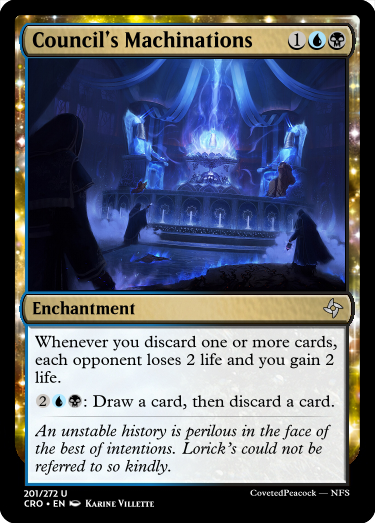 Council's Machinations 1
Enchantment
Whenever you discard one or more cards,
each opponent loses 2 life and you gain 2
life.
2: Draw a card, then discard a card.
An unstable history is perilous in the face of
the best of intentions. Lorick's could not be
referred to so kindly.
201/272 U
CRO • EN Karine Villette
CovetedPeacock — NFS